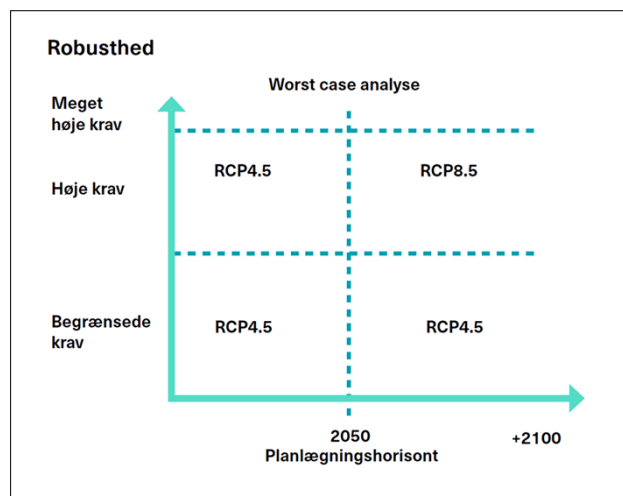 Robusthed
Worst case analyse
Meget
høje krav
RCP4.5
RCP8.5
Høje krav
Begrænsede
krav
RCP4.5
RCP4.5
2050
+2100
Planlægningshorisont